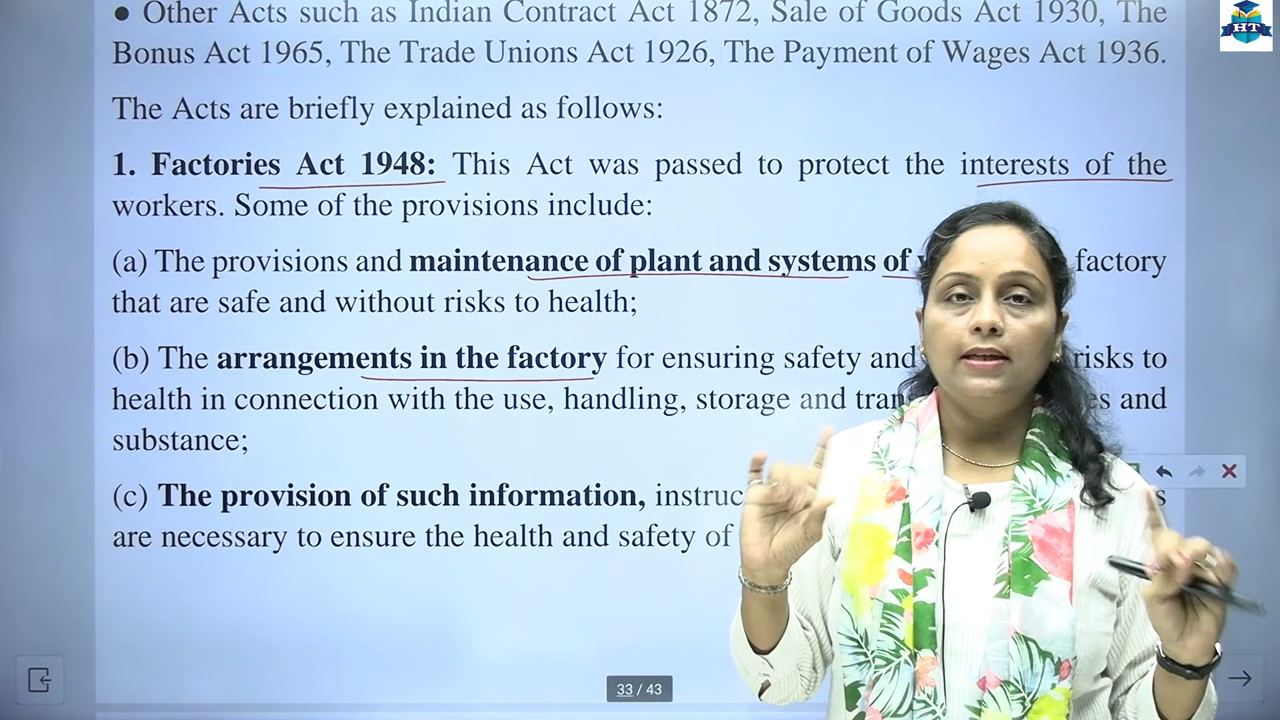 ● Other Acts such as Indian Contract Act 1872, Sale of Goods Act 1930, The
Bonus Act 1965, The Trade Unions Act 1926, The Payment of Wages Act 1936.
The Acts are briefly explained as follows:
1. Factories Act 1948: This Act was passed to protect the interests of the
workers. Some of the provisions include:
(a) The provisions and maintenance of plant and systems of factory
that are safe and without risks to health;
(b) The arrangements in the factory for ensuring safety and risks to
health in connection with the use, handling, storage and and
substance;
(c) The provision of such information,
are necessary to ensure the health and safety of
33 / 43
HT